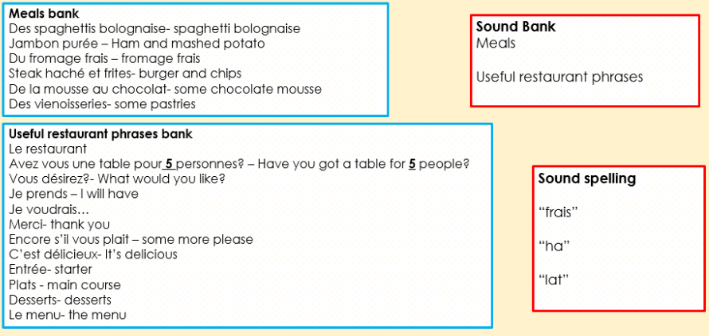 Meals bank
Des spaghettis bolognaise- spaghetti bolognaise
Jambon purée – Ham and mashed potato
Du fromage frais – fromage frais
Steak haché et frites- burger and chips
De la mousse au chocolat- some chocolate mousse
Des vienoisseries- some pastries
Sound Bank
Meals
Useful restaurant phrases
Useful restaurant phrases bank
Le restaurant
Avez vous une table pour 5 personnes? – Have you got a table for 5 people?
Vous désirez?- What would you like?
Je prends – I will have
Je voudrais…
Merci- thank you
Encore s’il vous plait – some more please
C’est délicieux- It’s delicious
Entrée- starter
Plats - main course
Desserts- desserts
Le menu- the menu
Sound spelling
“frais”
“ha”
“lat”